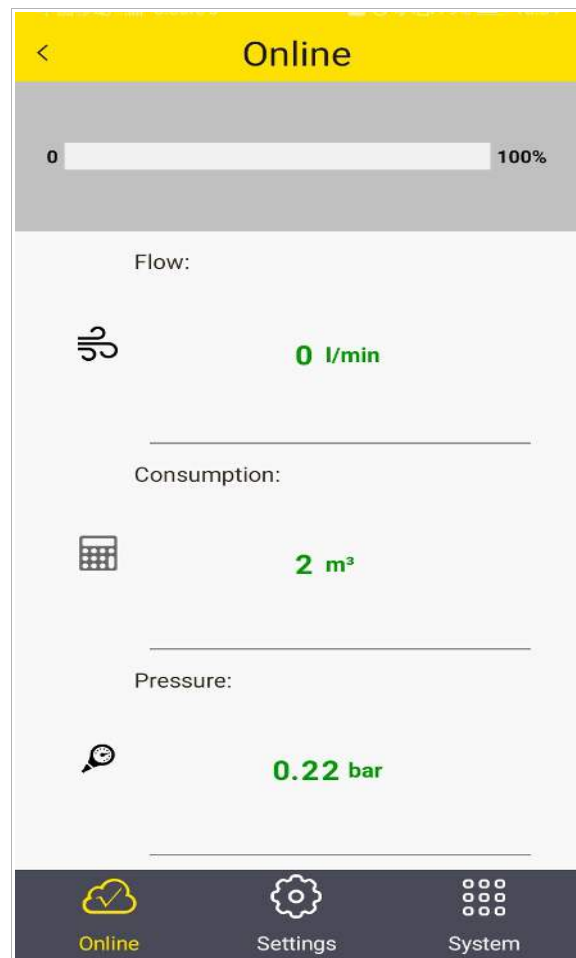 <
Online
0 100%
Flow:
0 l/min
Consumption:
2 m³
Pressure:
0.22 bar
Online Settings System